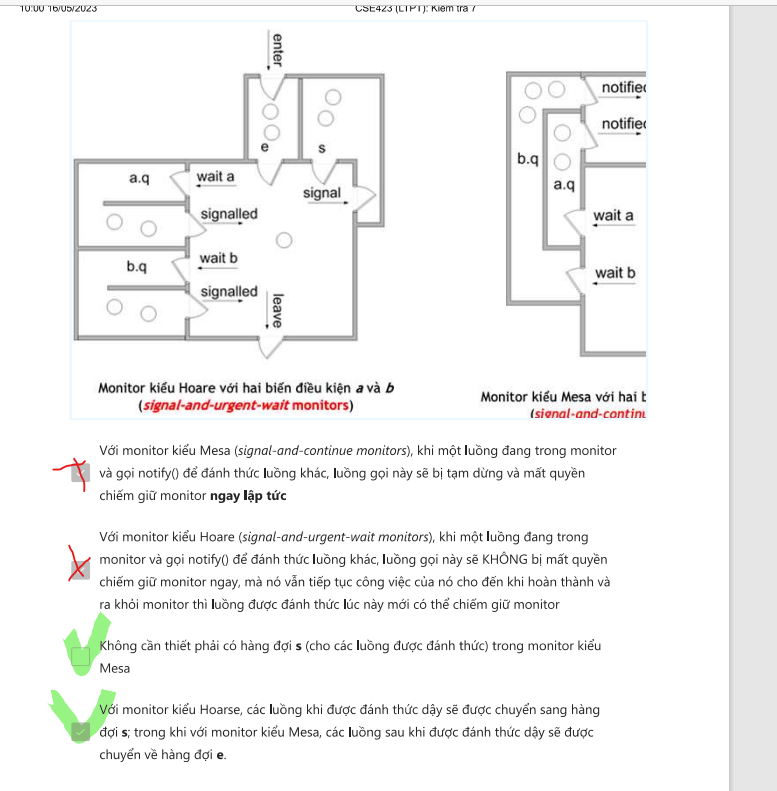 10:00 16/05/2023
CSE423 (LTPT): Kiểm tra 7
enter
e
s
a.q
wait a
signal
signalled
b.q
wait b
signalled
leave
notified
notified
b.q
a.q
wait a
wait b
Monitor kiểu Hoare với hai biến điều kiện a và b
(signal-and-urgent-wait monitors)
Monitor kiểu Mesa với hai b
(signal-and-continu
Với monitor kiểu Mesa (signal-and-continue monitors), khi một luồng đang trong monitor
và gọi notify() để đánh thức luồng khác, luồng gọi này sẽ bị tạm dừng và mất quyền
chiếm giữ monitor ngay lập tức
Với monitor kiểu Hoare (signal-and-urgent-wait monitors), khi một luồng đang trong
monitor và gọi notify() để đánh thức luồng khác, luồng gọi này sẽ KHÔNG bị mất quyền
chiếm giữ monitor ngay, mà nó vẫn tiếp tục công việc của nó cho đến khi hoàn thành và
ra khỏi monitor thì luồng được đánh thức lúc này mới có thể chiếm giữ monitor
Không cần thiết phải có hàng đợi s (cho các luồng được đánh thức) trong monitor kiểu
Mesa
Với monitor kiểu Hoarse, các luồng khi được đánh thức dậy sẽ được chuyển sang hàng
đợi s; trong khi với monitor kiểu Mesa, các luồng sau khi được đánh thức dậy sẽ được
chuyển về hàng đợi e.